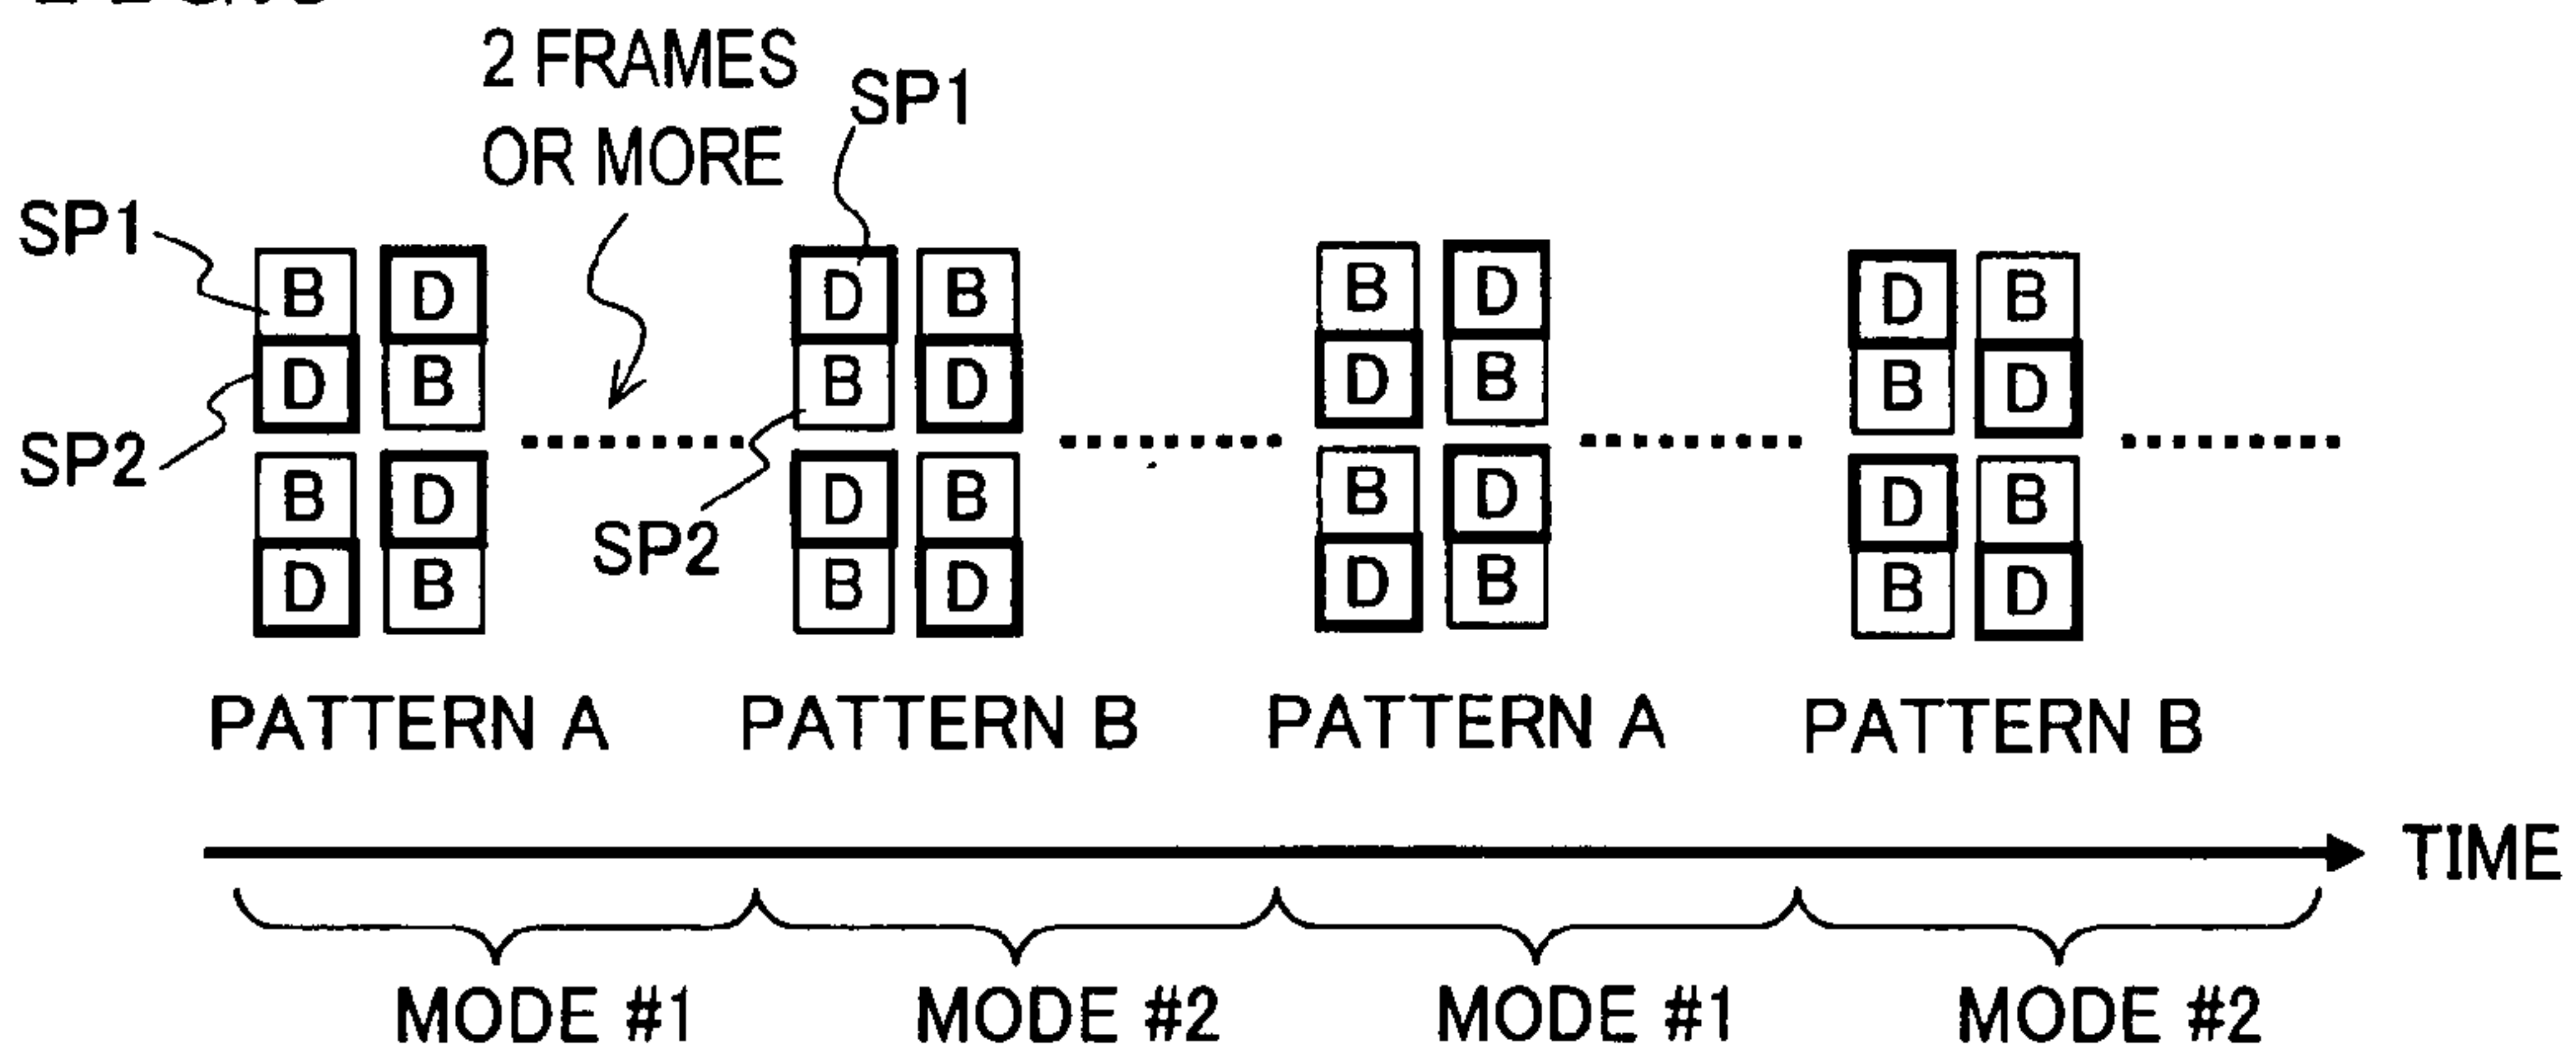 2 FRAMES
OR MORE
SP1
SP1
B D D B B D D B
D B B D D B B D
SP2
B D D B B D D B
SP2
D B B D D B B D
PATTERN A PATTERN B PATTERN A PATTERN B
TIME
MODE #1 MODE #2 MODE #1 MODE #2